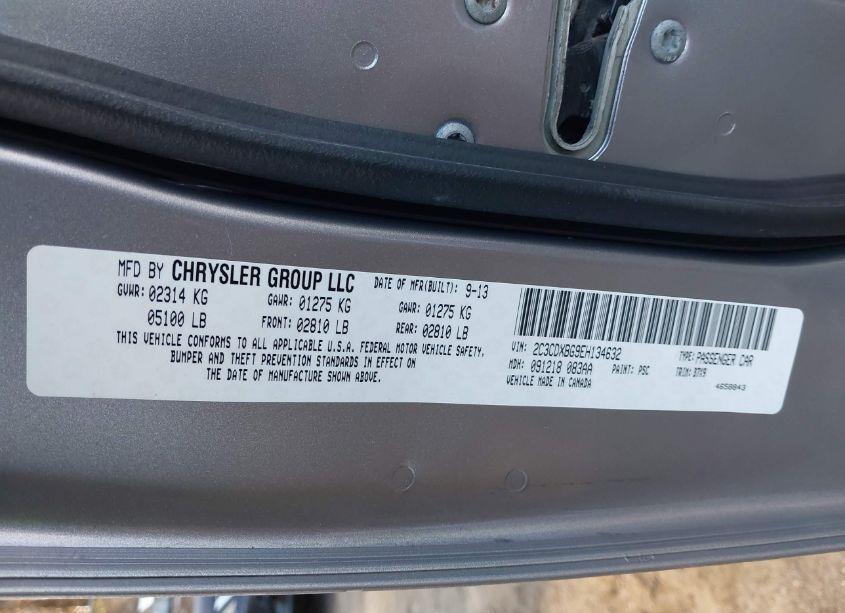 MFD BY CHRYSLER GROUP LLC DATE OF MFR(BUILT): 9-13
GVWR: 02314 KG GAWR: 01275 KG GAWR: 01275 KG
05100 LB FRONT: 02810 LB REAR: 02810 LB
THIS VEHICLE CONFORMS TO ALL APPLICABLE U.S.A. FEDERAL MOTOR VEHICLE SAFETY,
BUMPER AND THEFT PREVENTION STANDARDS IN EFFECT ON
THE DATE OF MANUFACTURE SHOWN ABOVE.
VIN: 2C3CDXBG9EH134632 TYPE: PASSENGER CAR
MDH: 091218 083AA PAINT: PSC TRIM: B7X9
VEHICLE MADE IN CANADA 4658843